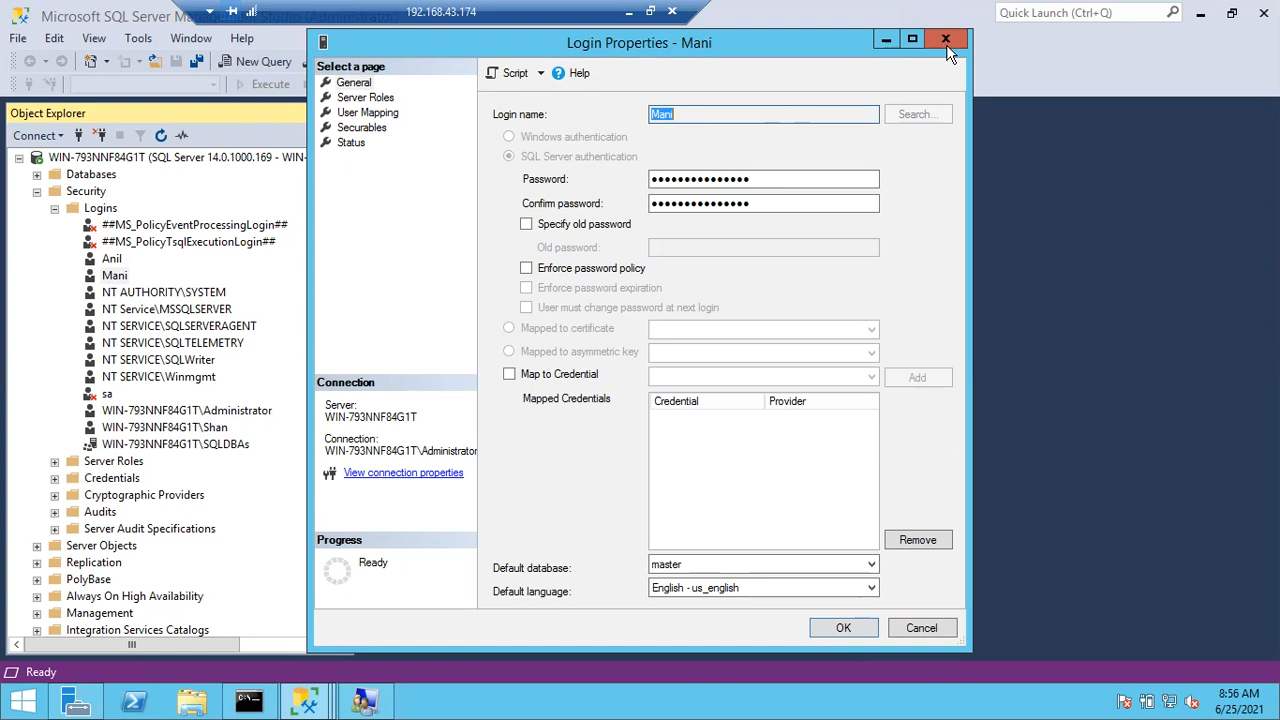 Microsoft SQL Server Man Studio (Administrator)
192.168.43.174
Quick Launch (Ctrl+Q)
File Edit View Tools Window Help
New Query
Execute
Object Explorer
Connect
WIN-793NNF84G1T (SQL Server 14.0.1000.169 - WIN-
Databases
Security
Logins
##MS_PolicyEventProcessingLogin##
##MS_PolicyTsqlExecutionLogin##
Anil
Mani
NT AUTHORITY\SYSTEM
NT Service\MSSQLSERVER
NT SERVICE\SQLSERVERAGENT
NT SERVICE\SQLTELEMETRY
NT SERVICE\SQLWriter
NT SERVICE\Winmgmt
sa
WIN-793NNF84G1T\Administrator
WIN-793NNF84G1T\Shan
WIN-793NNF84G1T\SQLDBAs
Server Roles
Credentials
Cryptographic Providers
Audits
Server Audit Specifications
Server Objects
Replication
PolyBase
Always On High Availability
Management
Integration Services Catalogs
Login Properties - Mani
Select a page
General
Server Roles
User Mapping
Securables
Status
Connection
Server:
WIN-793NNF84G1T
Connection:
WIN-793NNF84G1T\Administrator
View connection properties
Progress
Ready
Script Help
Login name: Mani Search...
Windows authentication
SQL Server authentication
Password: •••••••••••••••
Confirm password: •••••••••••••••
Specify old password
Old password:
Enforce password policy
Enforce password expiration
User must change password at next login
Mapped to certificate
Mapped to asymmetric key
Map to Credential Add
Mapped Credentials Credential Provider
Remove
Default database: master
Default language: English - us_english
OK Cancel
Ready
8:56 AM
6/25/2021